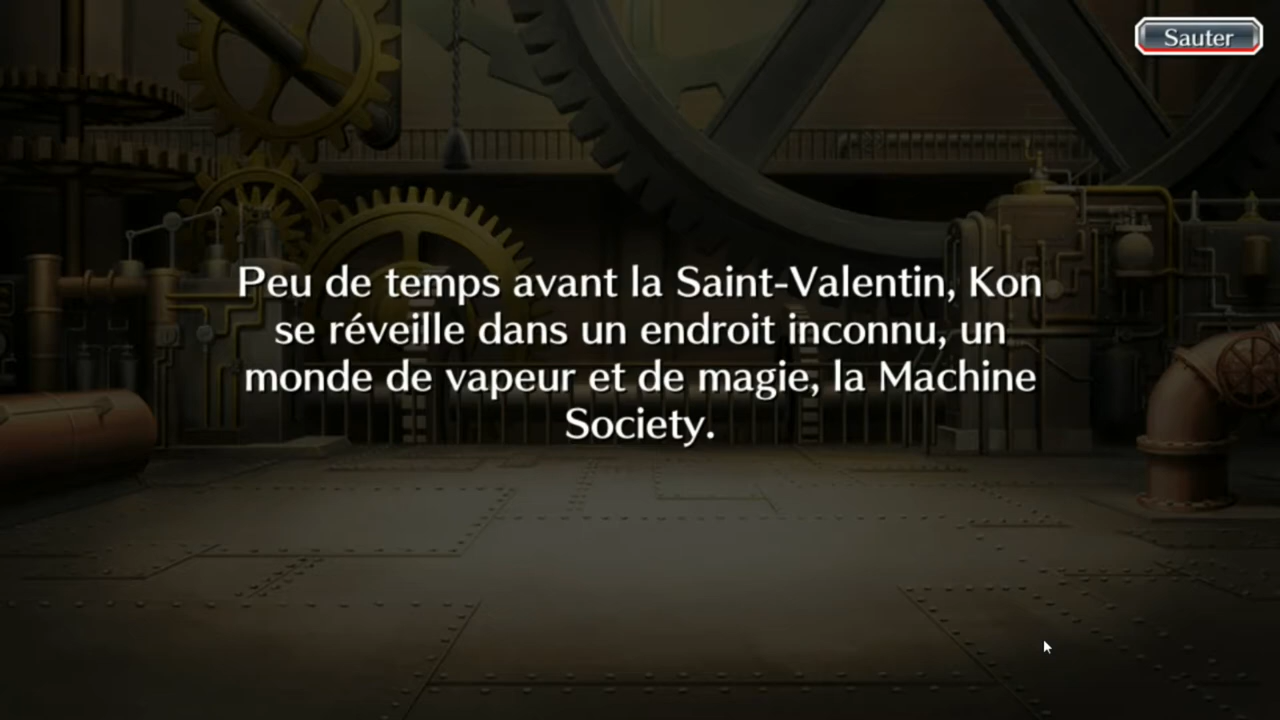 Sauter
Peu de temps avant la Saint-Valentin, Kon
se réveille dans un endroit inconnu, un
monde de vapeur et de magie, la Machine
Society.